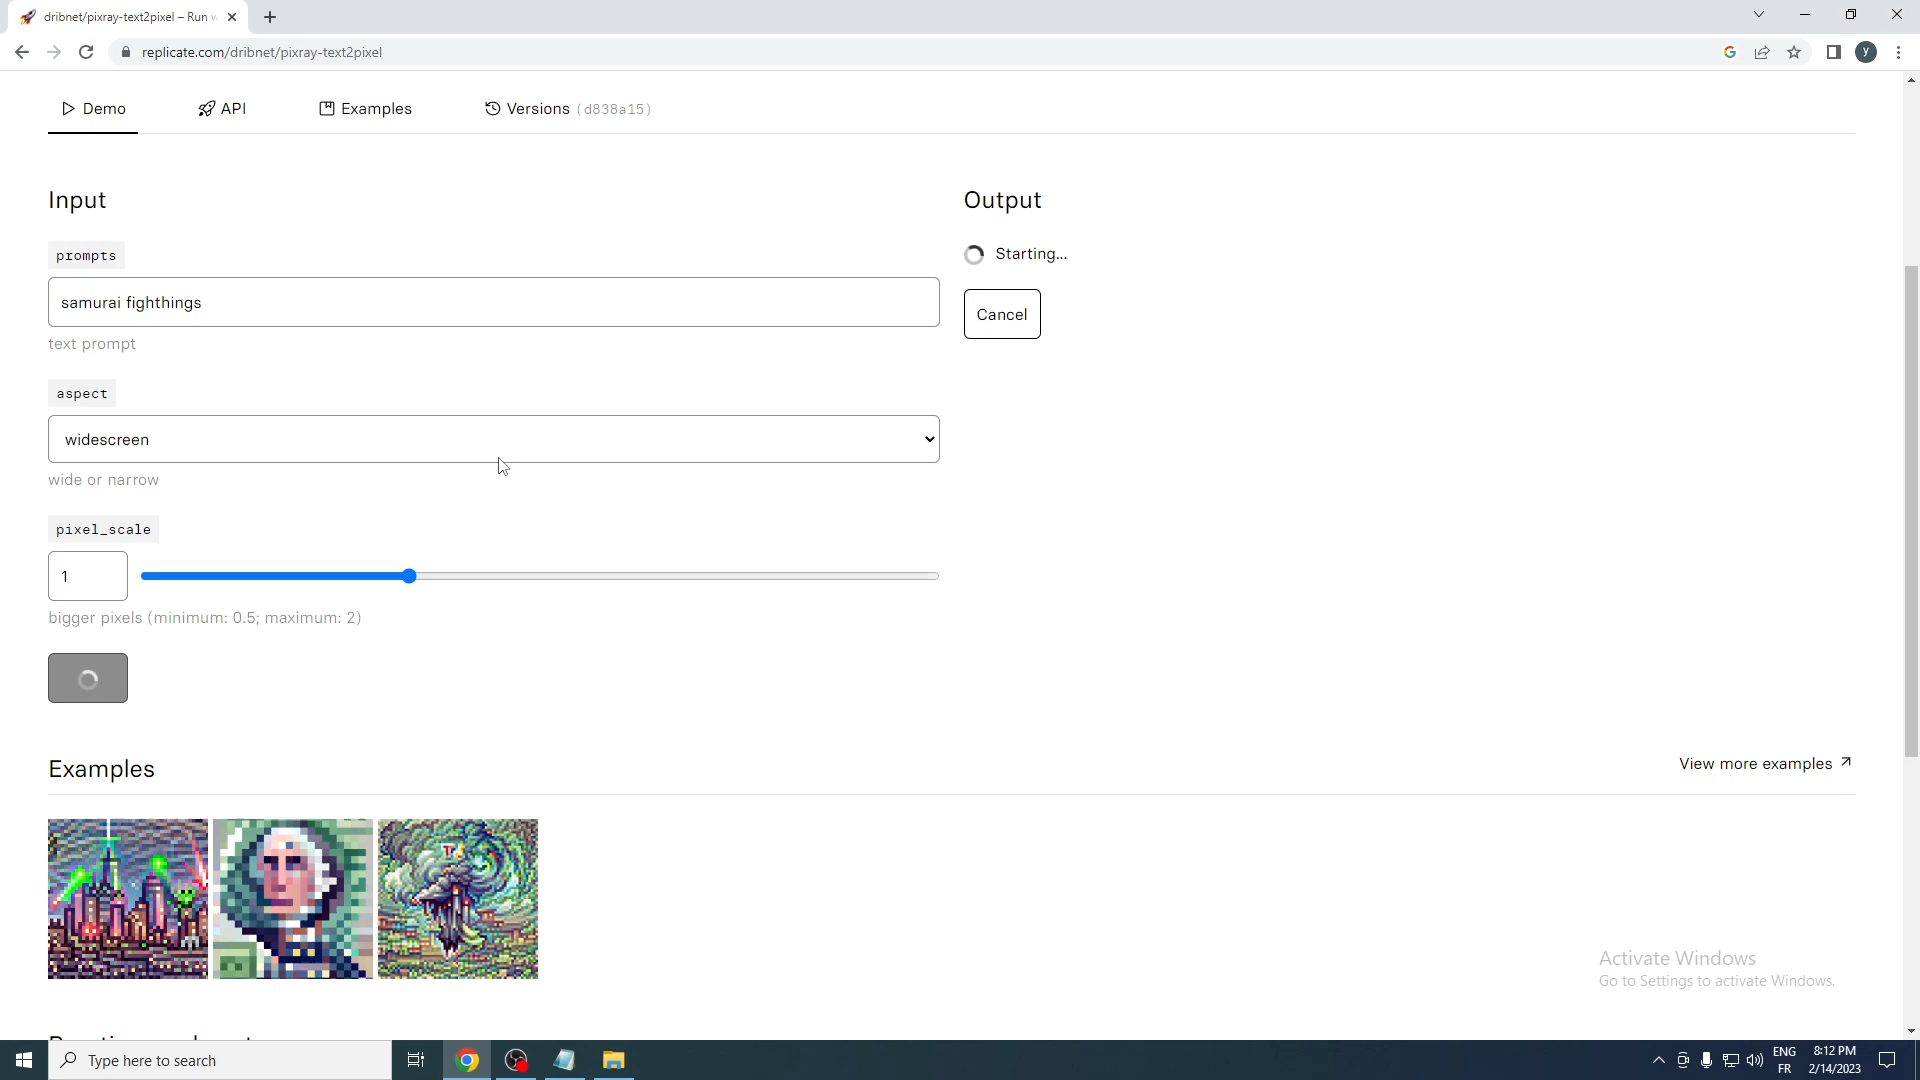 dribnet/pixray-text2pixel – Run w
replicate.com/dribnet/pixray-text2pixel
y
Demo
API
Examples
Versions (d838a15)
Input
Output
prompts
Starting...
samurai fighthings
Cancel
text prompt
aspect
widescreen
wide or narrow
pixel_scale
1
bigger pixels (minimum: 0.5; maximum: 2)
Examples
View more examples
Activate Windows
Go to Settings to activate Windows.
Type here to search
ENG
FR
8:12 PM
2/14/2023